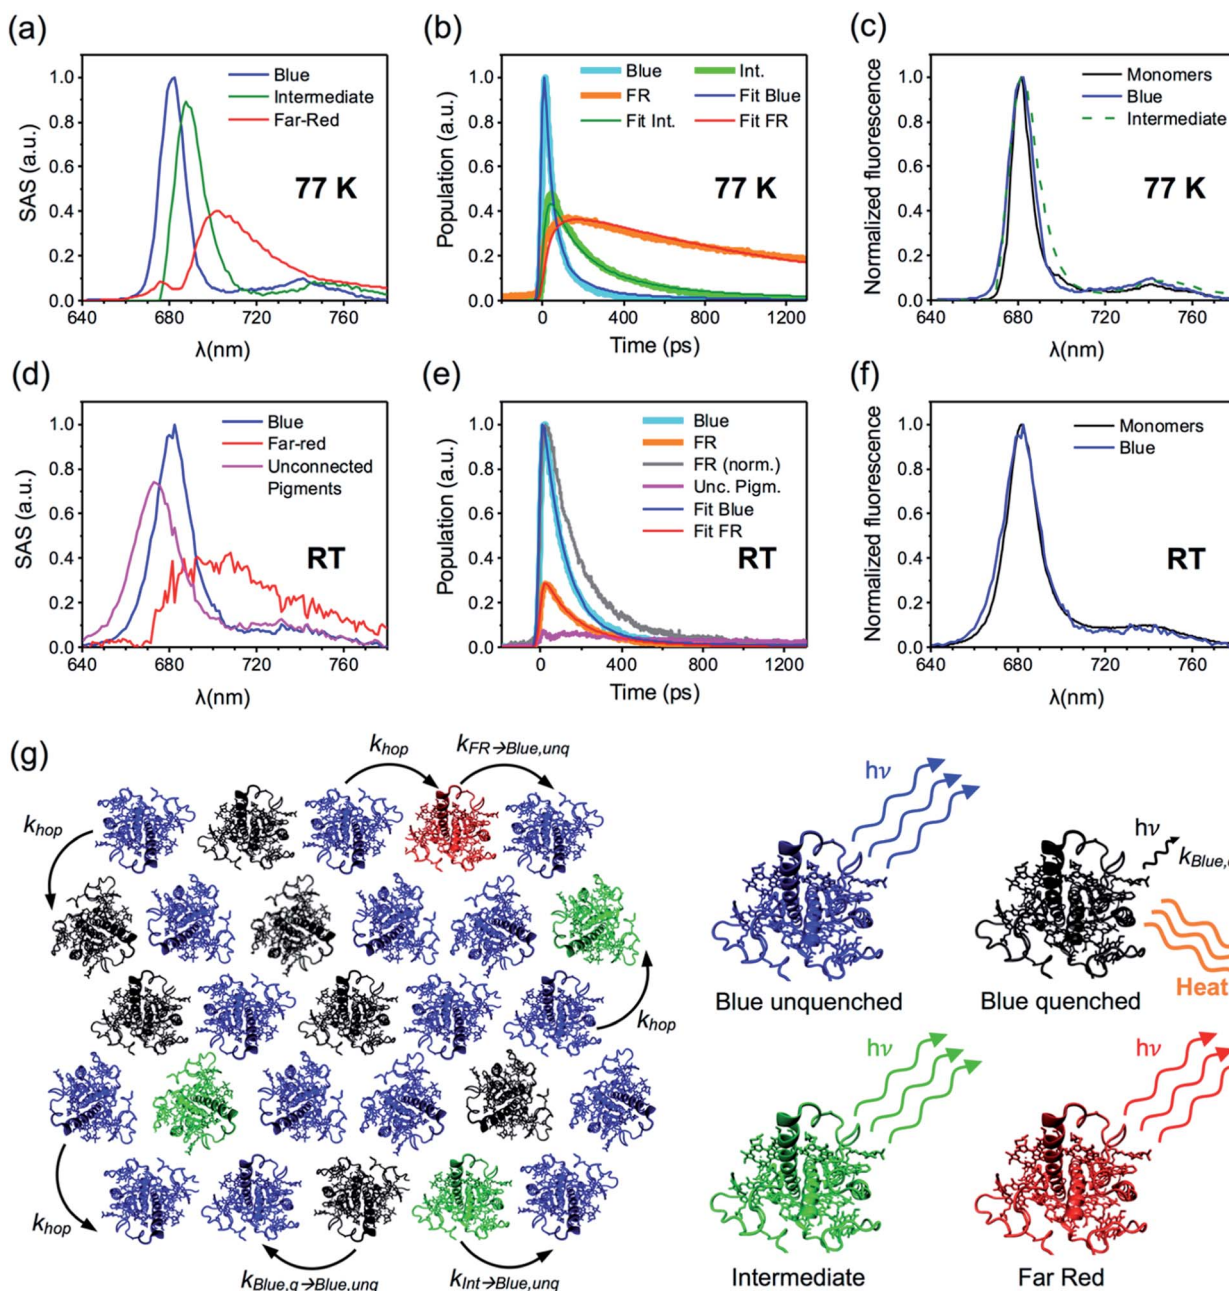 (a)
SAS (a.u.)
1.0
0.8
0.6
0.4
0.2
0.0
640
680
720
760
λ(nm)
Blue
Intermediate
Far-Red
77 K
(b)
Population (a.u.)
1.0
0.8
0.6
0.4
0.2
0.0
0
400
800
1200
Time (ps)
Blue
Int.
FR
Fit Blue
Fit Int.
Fit FR
77 K
(c)
Normalized fluorescence
1.0
0.8
0.6
0.4
0.2
0.0
640
680
720
760
λ(nm)
Monomers
Blue
Intermediate
77 K
(d)
SAS (a.u.)
1.0
0.8
0.6
0.4
0.2
0.0
640
680
720
760
λ(nm)
Blue
Far-red
Unconnected
Pigments
RT
(e)
Population (a.u.)
1.0
0.8
0.6
0.4
0.2
0.0
0
400
800
1200
Time (ps)
Blue
FR
FR (norm.)
Unc. Pigm.
Fit Blue
Fit FR
RT
(f)
Normalized fluorescence
1.0
0.8
0.6
0.4
0.2
0.0
640
680
720
760
λ(nm)
Monomers
Blue
RT
(g)
khop
kFR→Blue,unq
khop
khop
khop
kBlue,q→Blue,unq
kInt→Blue,unq
hν
Blue unquenched
hν
kBlue,
Heat
Blue quenched
hν
Intermediate
hν
Far Red